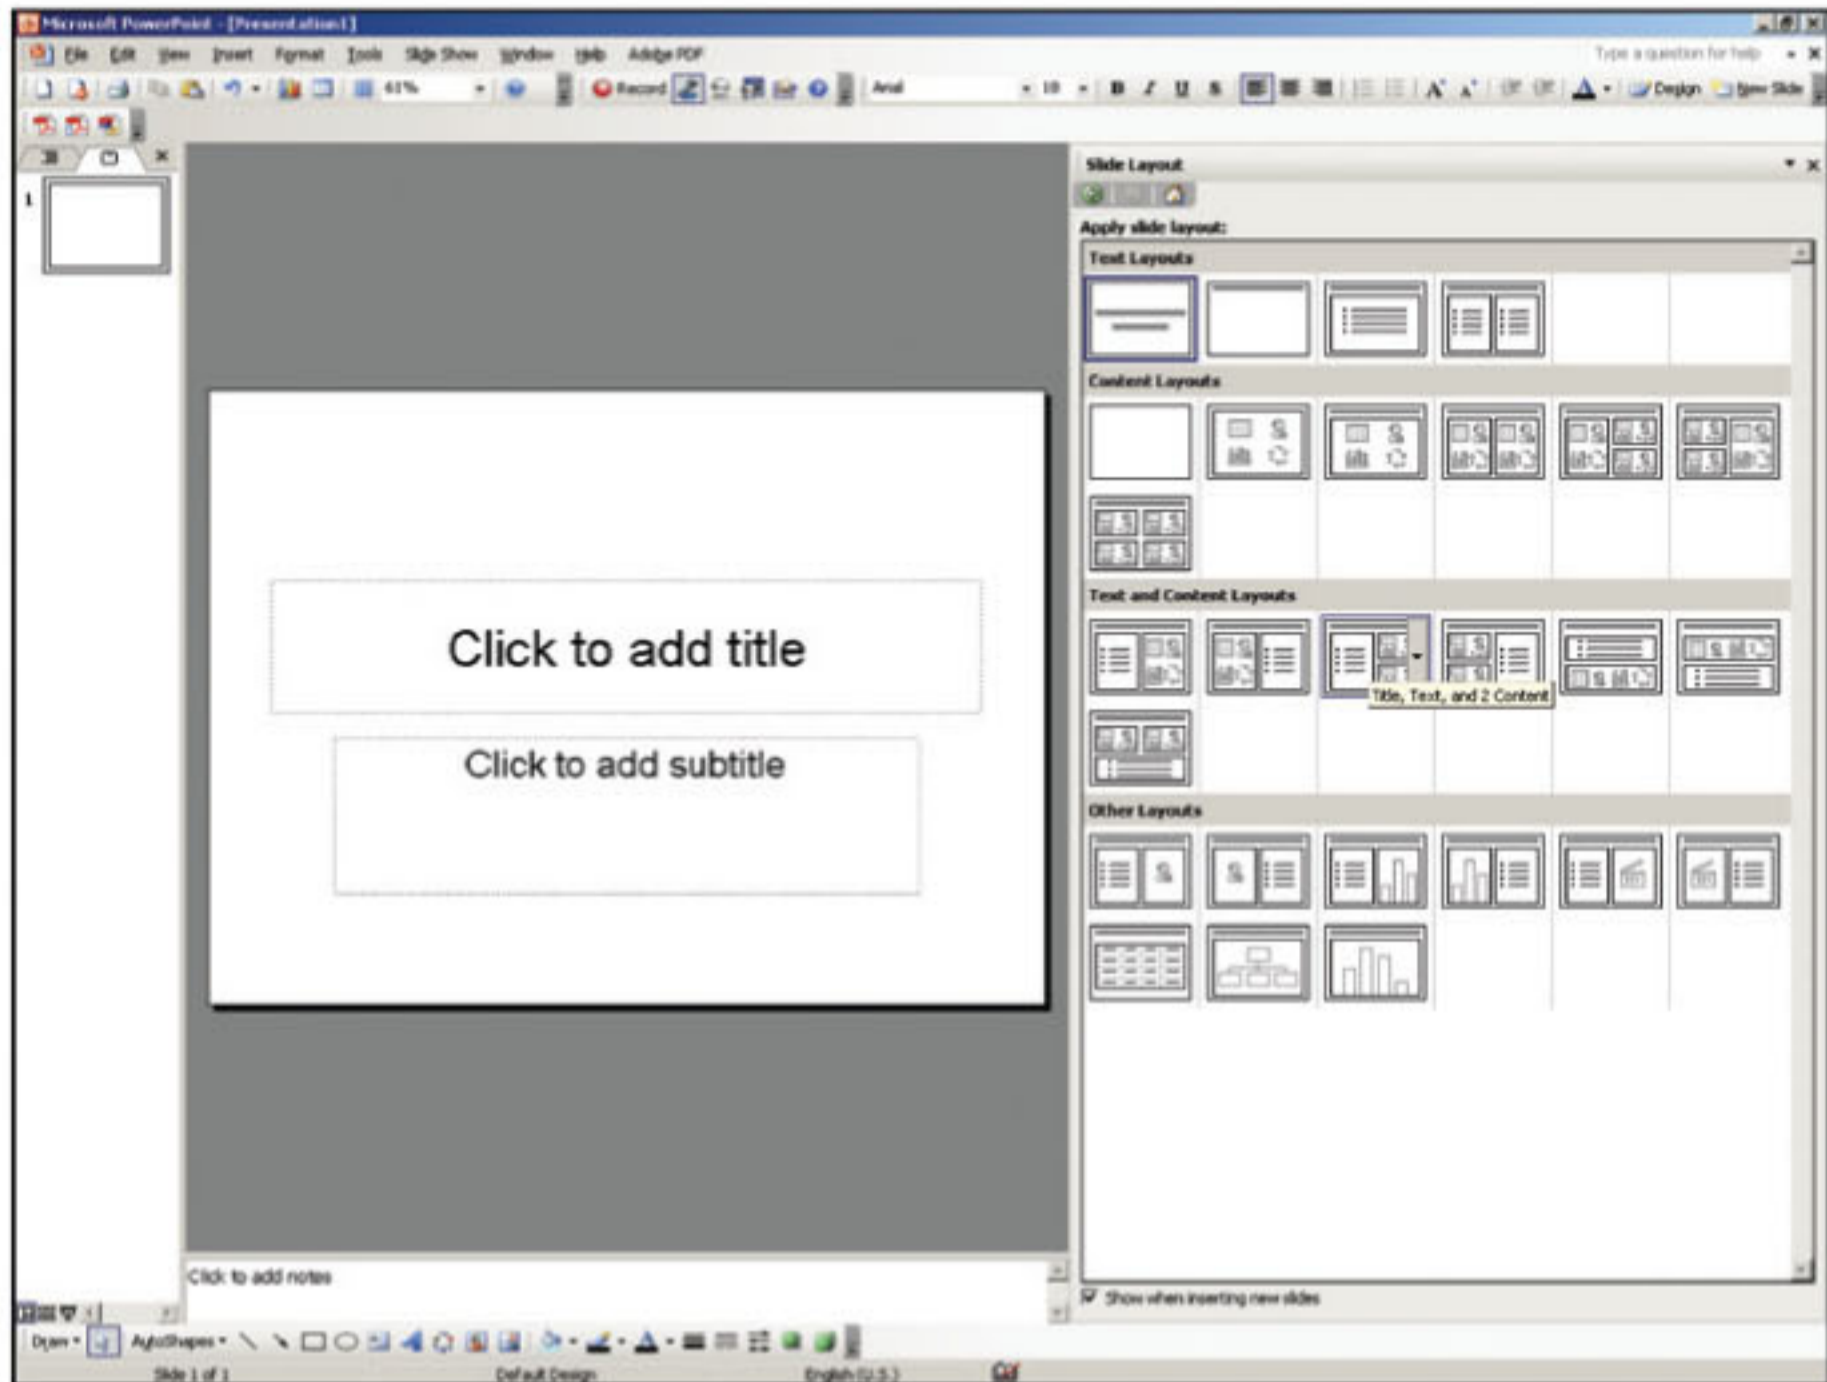 Microsoft PowerPoint - [Presentation1]
File Edit View Insert Format Tools Slide Show Window Help Adobe PDF Type a question for help
61% Record Arial 18 B I U S A A A Design New Slide
1
Slide Layout
Apply slide layout:
Text Layouts
Content Layouts
Text and Content Layouts
Title, Text, and 2 Content
Other Layouts
Show when inserting new slides
Click to add title
Click to add subtitle
Click to add notes
Draw AutoShapes A
Slide 1 of 1 Default Design English (U.S.)